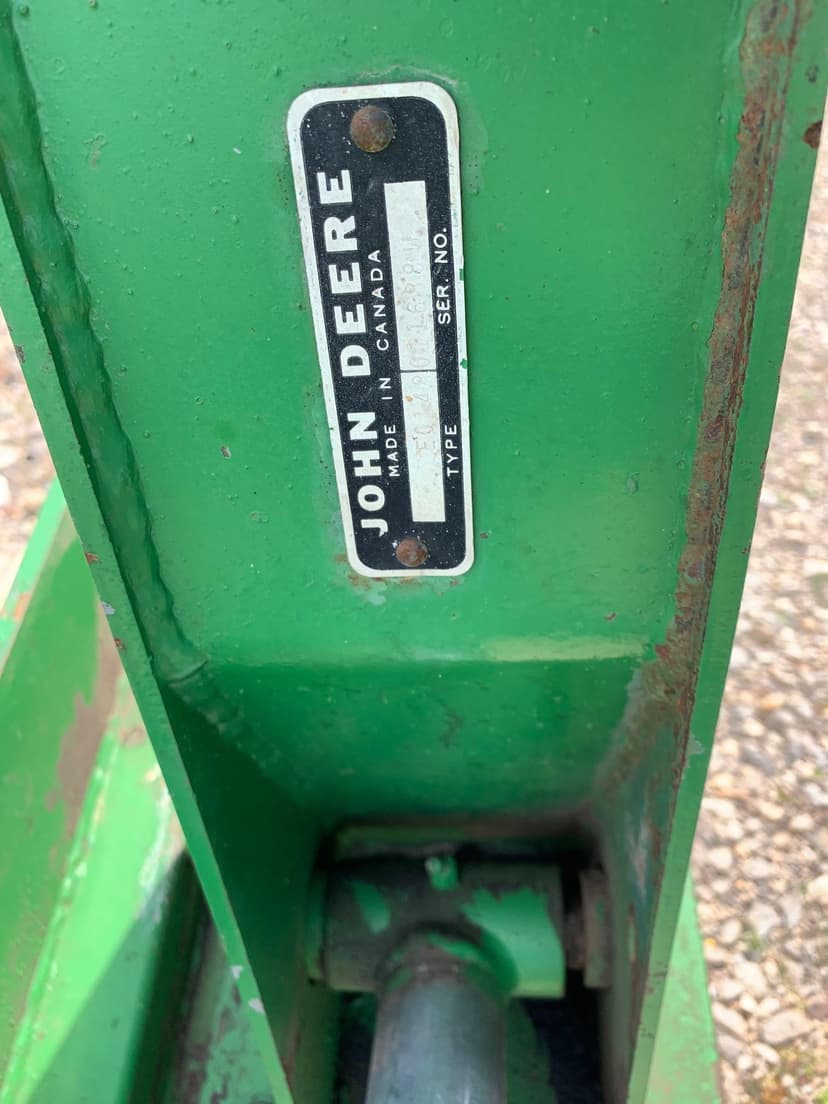 JOHN DEERE
MADE IN CANADA
TYPE SER. NO.